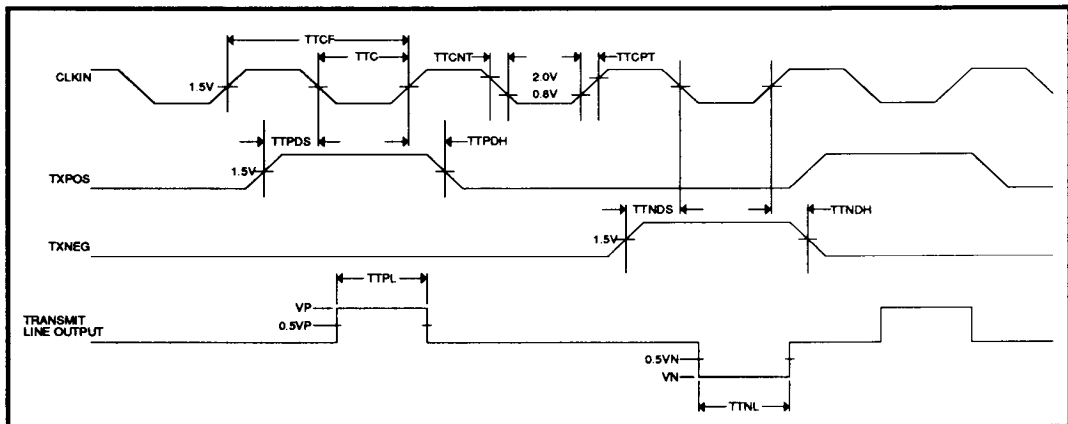 TTCF
TTC
TTCNT
TTCPT
CLKIN
1.5V
2.0V
0.8V
TTPDS
TTPDH
TXPOS
1.5V
TTNDS
TTNDH
TXNEG
1.5V
TTPL
VP
0.5VP
TRANSMIT
LINE OUTPUT
0.5VN
VN
TTNL